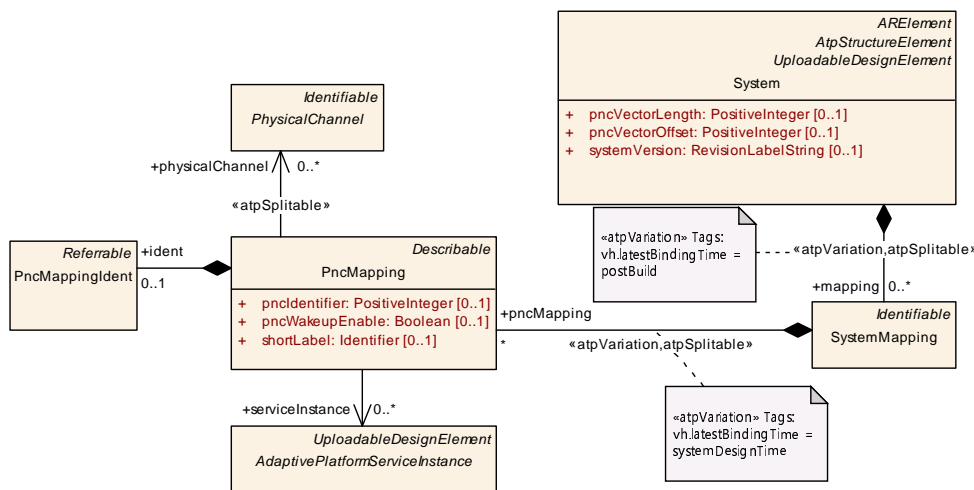 ARElement
AtpStructureElement
UploadableDesignElement
System
+ pncVectorLength: PositiveInteger [0..1]
+ pncVectorOffset: PositiveInteger [0..1]
+ systemVersion: RevisionLabelString [0..1]
Identifiable
PhysicalChannel
+physicalChannel 0..*
«atpSplitable»
«atpVariation» Tags:
vh.latestBindingTime =
postBuild
«atpVariation,atpSplitable»
Referrable
PncMappingIdent
+ident
0..1
Describable
PncMapping
+ pncIdentifier: PositiveInteger [0..1]
+ pncWakeupEnable: Boolean [0..1]
+ shortLabel: Identifier [0..1]
+mapping 0..*
+pncMapping
*
«atpVariation,atpSplitable»
Identifiable
SystemMapping
+serviceInstance 0..*
«atpVariation» Tags:
vh.latestBindingTime =
systemDesignTime
UploadableDesignElement
AdaptivePlatformServiceInstance